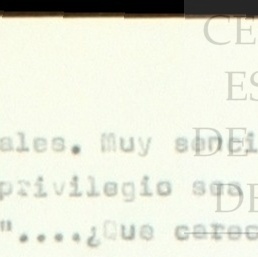 CE
ES
DE
DE
ales. Muy senci
privilegio sea
"....¿Que carec